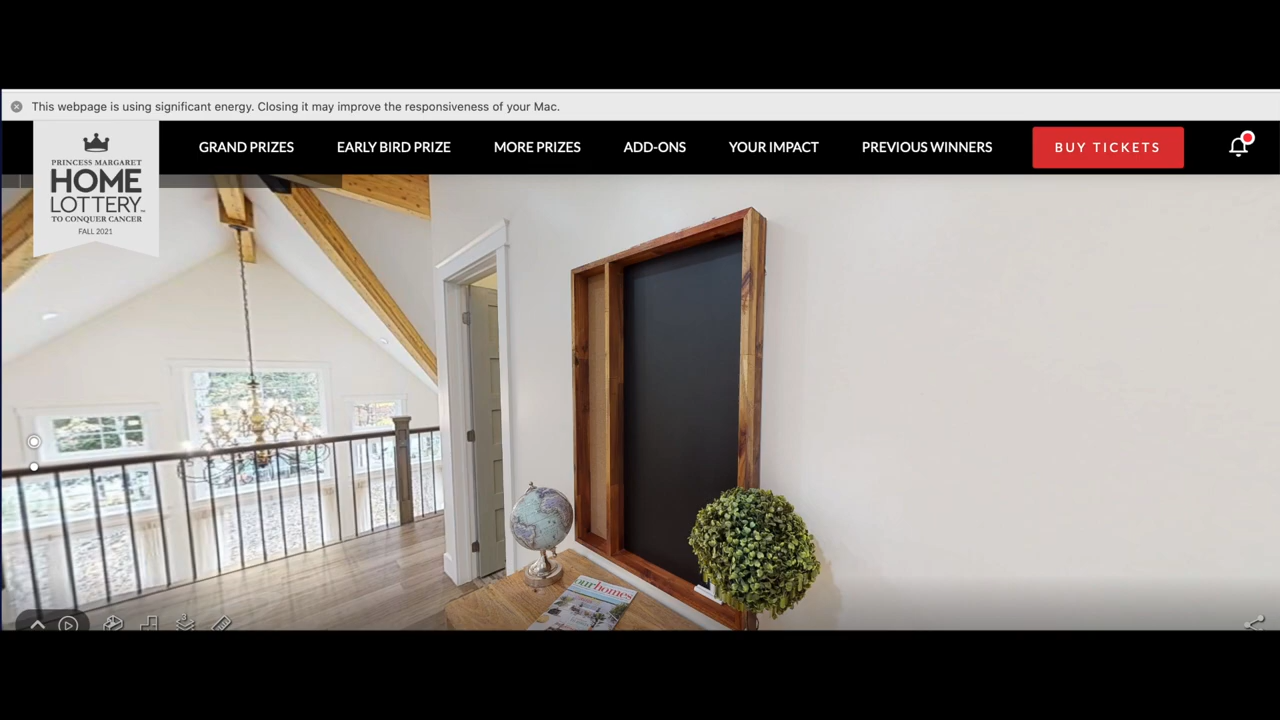 This webpage is using significant energy. Closing it may improve the responsiveness of your Mac.
PRINCESS MARGARET
HOME
LOTTERY™
TO CONQUER CANCER
FALL 2021
GRAND PRIZES
EARLY BIRD PRIZE
MORE PRIZES
ADD-ONS
YOUR IMPACT
PREVIOUS WINNERS
BUY TICKETS
ourhomes